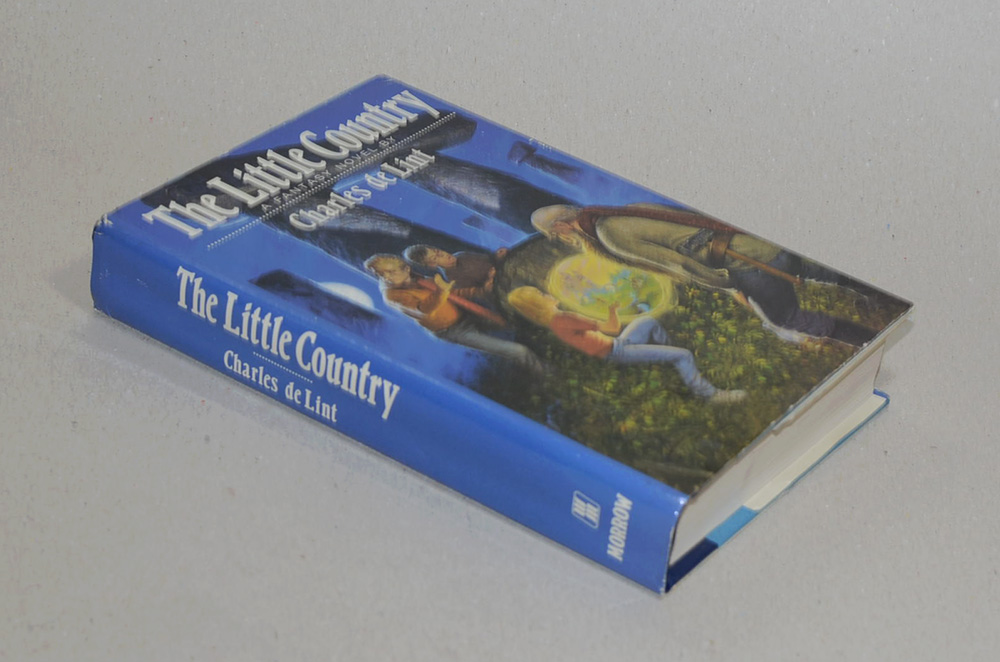 The Little Country
A FANTASY NOVEL BY
Charles de Lint
The Little Country
Charles de Lint
MORROW